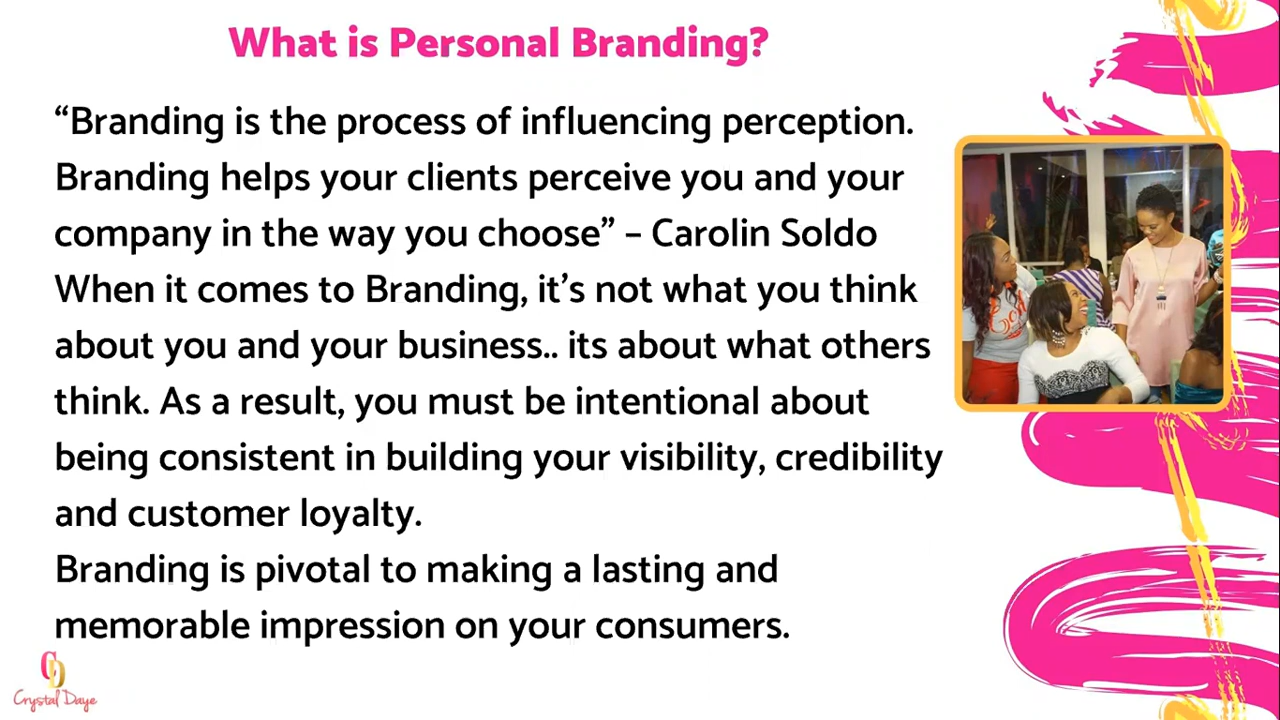 What is Personal Branding?
“Branding is the process of influencing perception.
Branding helps your clients perceive you and your
company in the way you choose” – Carolin Soldo
When it comes to Branding, it’s not what you think
about you and your business.. its about what others
think. As a result, you must be intentional about
being consistent in building your visibility, credibility
and customer loyalty.
Branding is pivotal to making a lasting and
memorable impression on your consumers.
CD
Crystal Daye